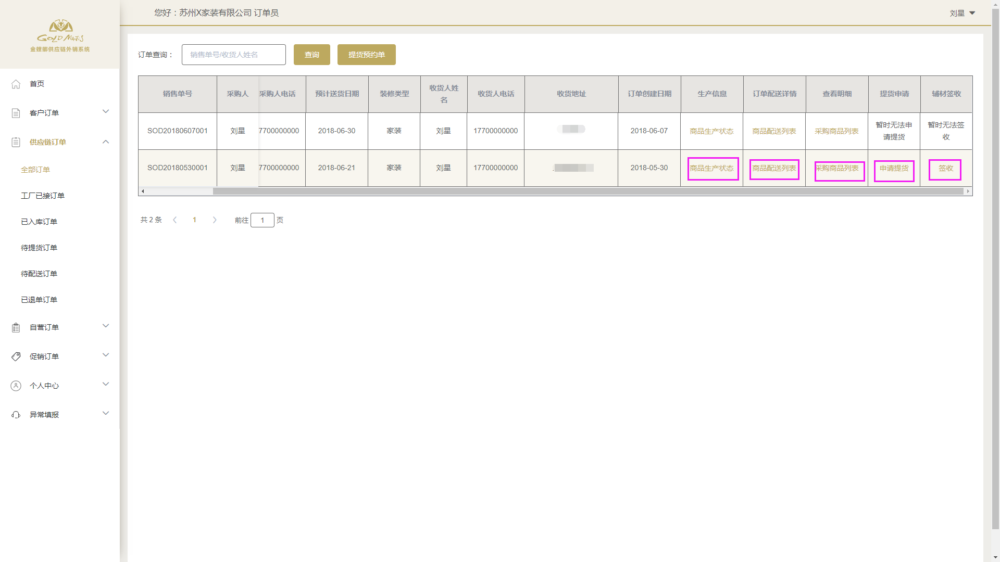 GOLD MATIS
金螳螂供应链外销系统
您好：苏州X家装有限公司 订单员
刘星
首页
客户订单
供应链订单
全部订单
工厂已接订单
已入库订单
待提货订单
待配送订单
已退单订单
自营订单
促销订单
个人中心
异常填报
订单查询： 销售单号/收货人姓名 查询 提货预约单
销售单号 采购人 采购人电话 预计送货日期 装修类型 收货人姓名 收货人电话 收货地址 订单创建日期 生产信息 订单配送详情 查看明细 提货申请 辅材签收
SOD20180607001 刘星 7700000000 2018-06-30 家装 刘星 17700000000 2018-06-07 商品生产状态 商品配送列表 采购商品列表 暂时无法申请提货 暂时无法签收
SOD20180530001 刘星 7700000000 2018-06-21 家装 刘星 17700000000 2018-05-30 商品生产状态 商品配送列表 采购商品列表 申请提货 签收
共 2 条 1 前往 1 页